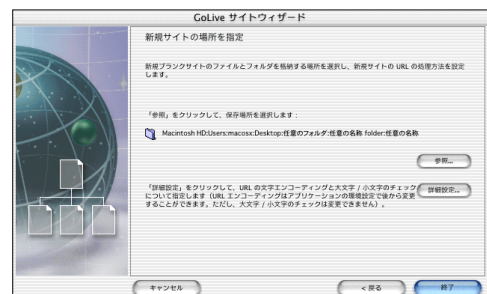 GoLive サイトウィザード
新規サイトの場所を指定
新規ブランクサイトのファイルとフォルダを格納する場所を選択し、新規サイトの URL の処理方法を設定
します。
「参照」をクリックして、保存場所を選択します：
Macintosh HD:Users:macosx:Desktop:任意のフォルダ:任意の名称 folder:任意の名称
参照...
「詳細設定」をクリックして、URL の文字エンコーディングと大文字 / 小文字のチェック
詳細設定...
について指定します（URL エンコーディングはアプリケーションの環境設定で後から変更
することができます。ただし、大文字 / 小文字のチェックは変更できません）。
キャンセル
< 戻る
終了